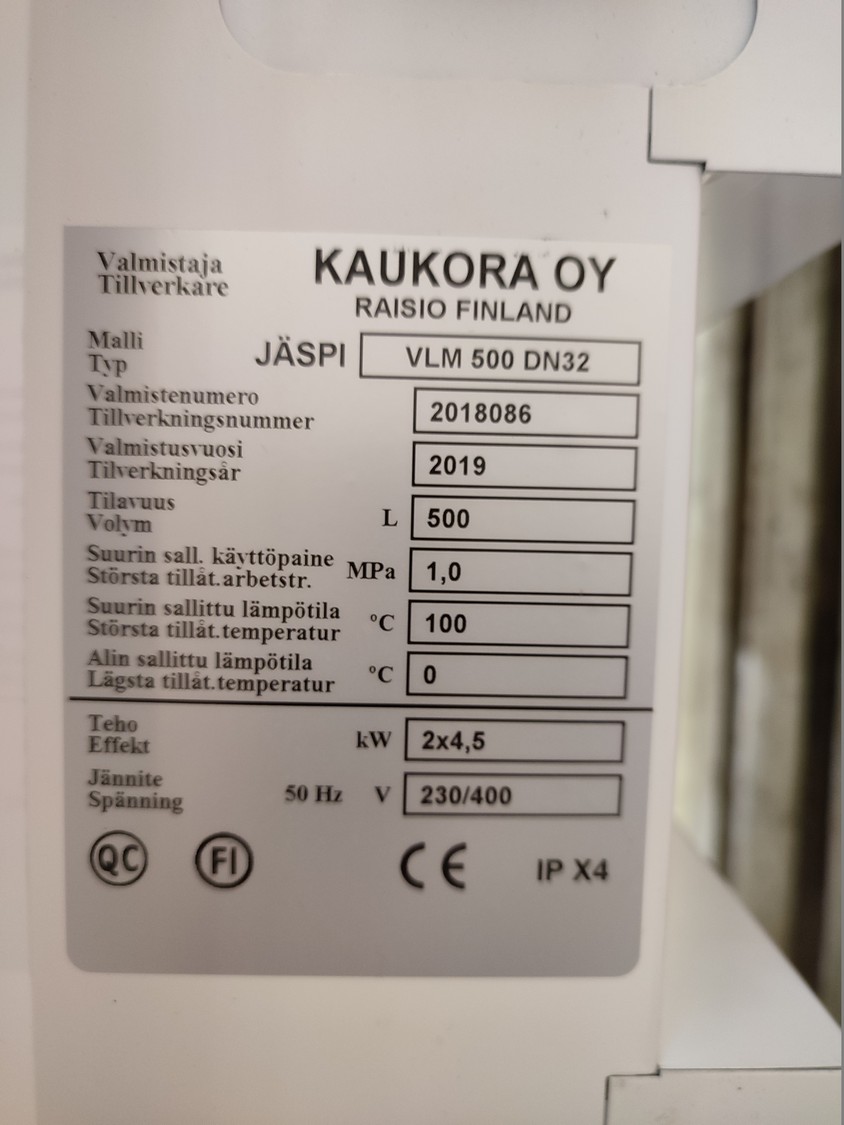 Valmistaja
Tillverkare
KAUKORA OY
RAISIO FINLAND
Malli
Typ
JÄSPI VLM 500 DN32
Valmistenumero
Tillverkningsnummer
2018086
Valmistusvuosi
Tilverkningsår
2019
Tilavuus
Volym
L 500
Suurin sall. käyttöpaine
Största tillåt.arbetstr.
MPa 1,0
Suurin sallittu lämpötila
Största tillåt.temperatur
°C 100
Alin sallittu lämpötila
Lägsta tillåt.temperatur
°C 0
Teho
Effekt
kW 2x4,5
Jännite
Spänning
50 Hz V 230/400
QC FI CE IP X4